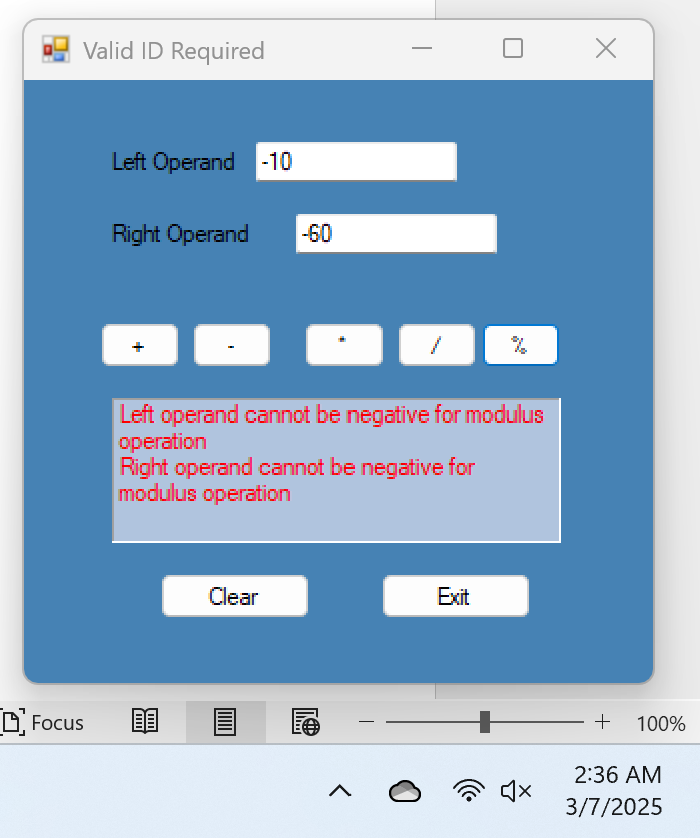 Valid ID Required
Left Operand -10
Right Operand -60
+ - * / %
Left operand cannot be negative for modulus
operation
Right operand cannot be negative for
modulus operation
Clear Exit
Focus 100%
2:36 AM
3/7/2025